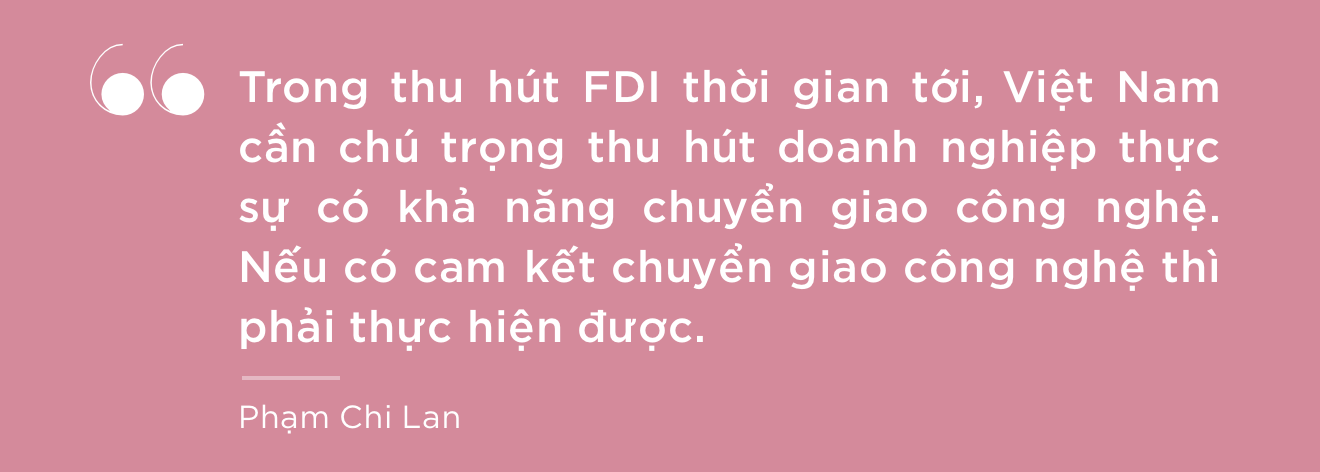 Trong thu hút FDI thời gian tới, Việt Nam
cần chú trọng thu hút doanh nghiệp thực
sự có khả năng chuyển giao công nghệ.
Nếu có cam kết chuyển giao công nghệ thì
phải thực hiện được.
Phạm Chi Lan